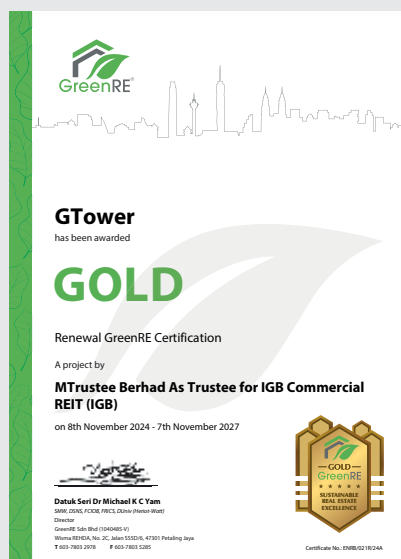 GreenRE®
GTower
has been awarded
GOLD
Renewal GreenRE Certification
A project by
MTrustee Berhad As Trustee for IGB Commercial
REIT (IGB)
on 8th November 2024 - 7th November 2027
Datuk Seri Dr Michael K C Yam
SMW, DSNS, FCIOB, FRICS, DUniv (Heriot-Watt)
Director
GreenRE Sdn Bhd (1040485-V)
Wisma REHDA, No. 2C, Jalan SS5D/6, 47301 Petaling Jaya
T 603-7803 2978 F 603-7803 5285
GOLD
GreenRE
SUSTAINABLE
REAL ESTATE
EXCELLENCE
Certificate No.: ENRB/021R/24A